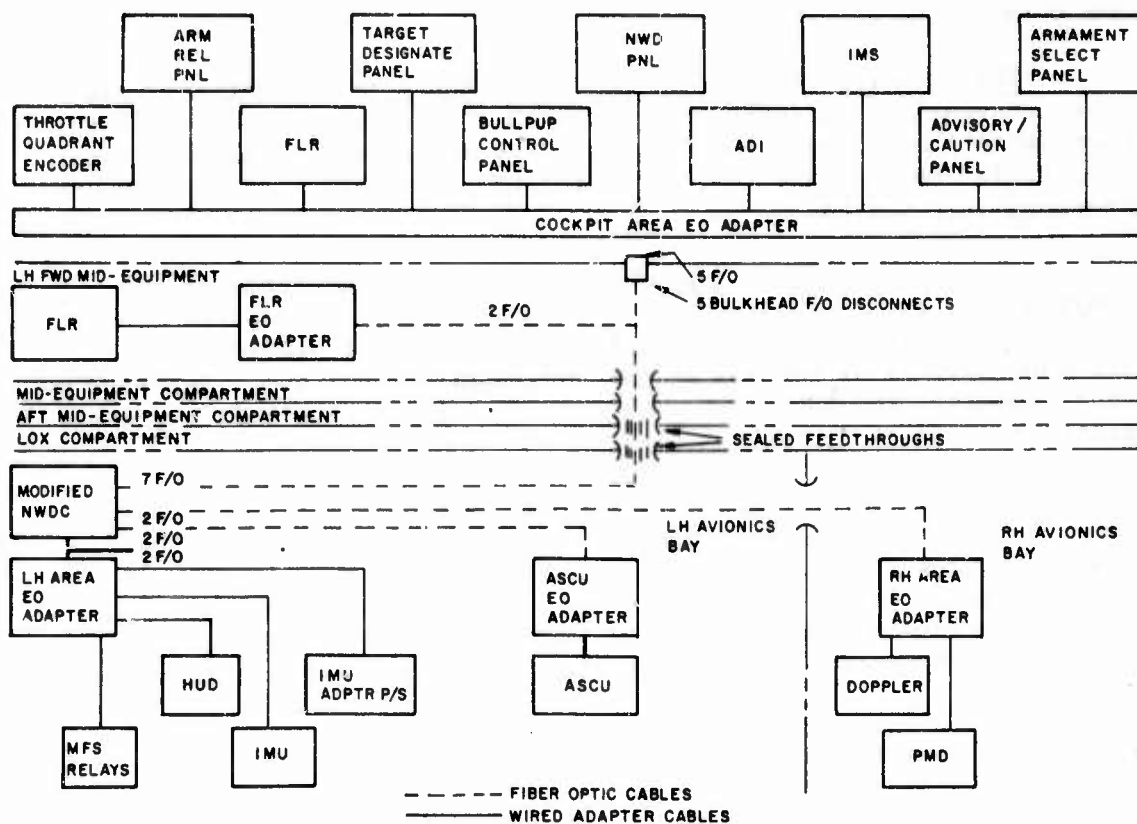 ARM
REL
PNL
TARGET
DESIGNATE
PANEL
NWD
PNL
IMS
ARMAMENT
SELECT
PANEL
THROTTLE
QUADRANT
ENCODER
FLR
BULLPUP
CONTROL
PANEL
ADI
ADVISORY/
CAUTION
PANEL
COCKPIT AREA EO ADAPTER
LH FWD MID-EQUIPMENT
5 F/O
5 BULKHEAD F/O DISCONNECTS
FLR
FLR
EO
ADAPTER
2 F/O
MID-EQUIPMENT COMPARTMENT
AFT MID-EQUIPMENT COMPARTMENT
LOX COMPARTMENT
SEALED FEEDTHROUGHS
MODIFIED
NWDC
7 F/O
2 F/O
2 F/O
2 F/O
LH AVIONICS
BAY
RH AVIONICS
BAY
LH AREA
EO
ADAPTER
ASCU
EO
ADAPTER
RH AREA
EO
ADAPTER
HUD
IMU
ADPTR P/S
ASCU
DOPPLER
MFS
RELAYS
IMU
PMD
FIBER OPTIC CABLES
WIRED ADAPTER CABLES